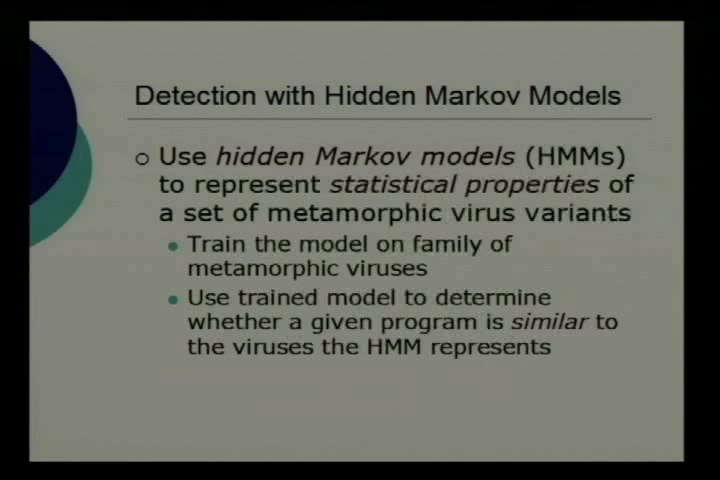 Detection with Hidden Markov Models
Use hidden Markov models (HMMs)
to represent statistical properties of
a set of metamorphic virus variants
Train the model on family of
metamorphic viruses
Use trained model to determine
whether a given program is similar to
the viruses the HMM represents